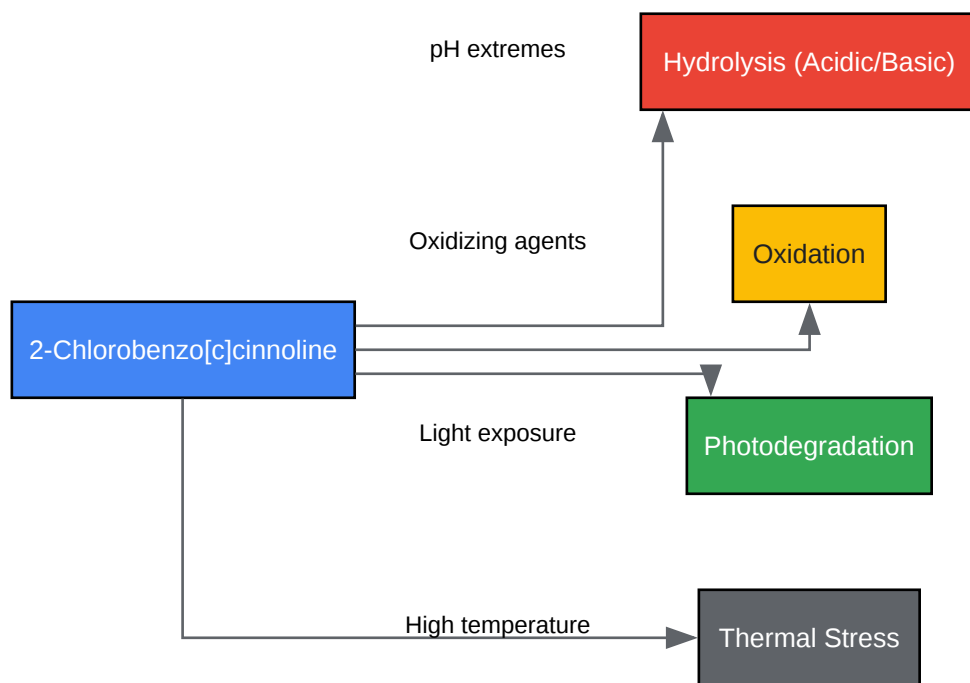 pH extremes
Hydrolysis (Acidic/Basic)
Oxidizing agents
Oxidation
2-Chlorobenzo[c]cinnoline
Light exposure
Photodegradation
High temperature
Thermal Stress